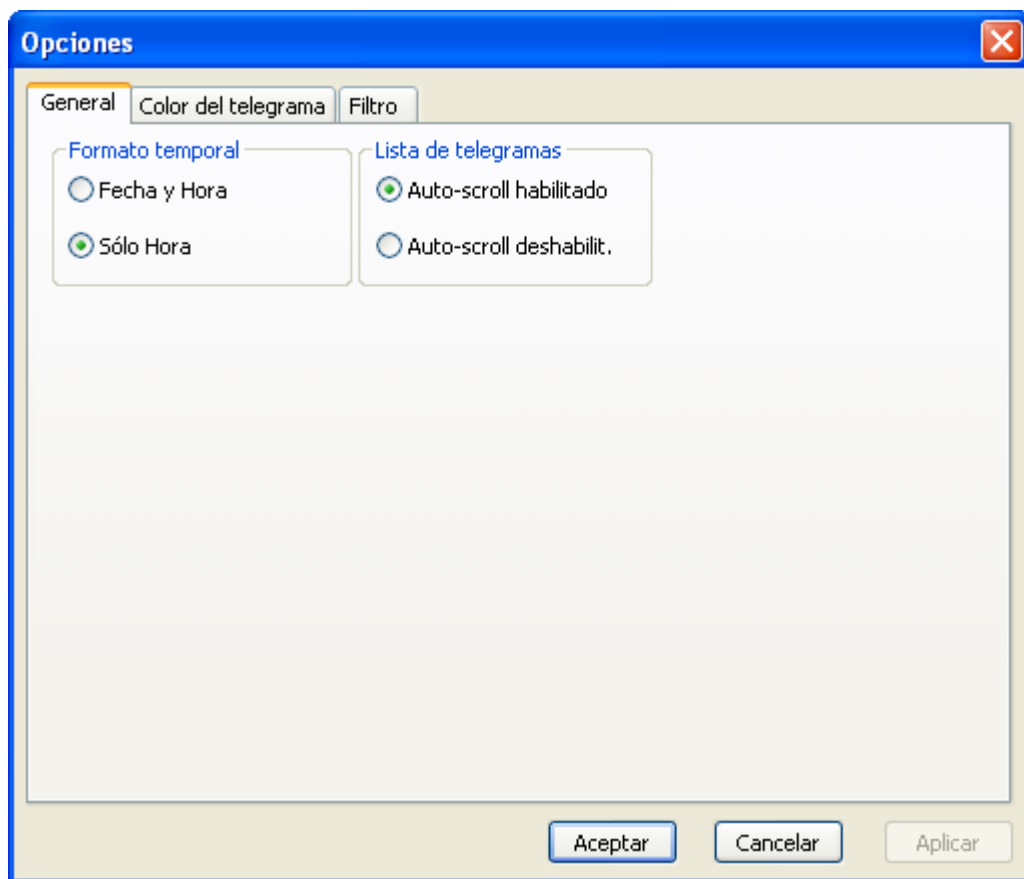 Opciones
General Color del telegrama Filtro
Formato temporal Lista de telegramas
Fecha y Hora Auto-scroll habilitado
Sólo Hora Auto-scroll deshabilit.
Aceptar Cancelar Aplicar